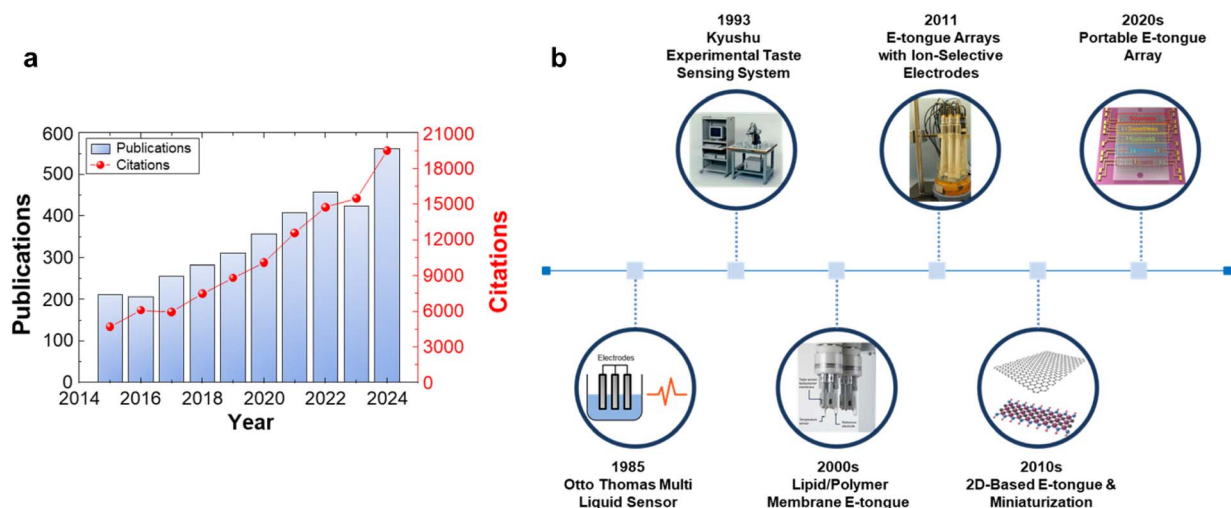 a
600
500
400
300
200
100
0
Publications
Publications
Citations
21000
18000
15000
12000
9000
6000
3000
0
Citations
2014
2016
2018
2020
2022
2024
Year
b
1993
Kyushu
Experimental Taste
Sensing System
2011
E-tongue Arrays
with Ion-Selective
Electrodes
2020s
Portable E-tongue
Array
Electrodes
1985
Otto Thomas Multi
Liquid Sensor
2000s
Lipid/Polymer
Membrane E-tongue
2010s
2D-Based E-tongue &
Miniaturization